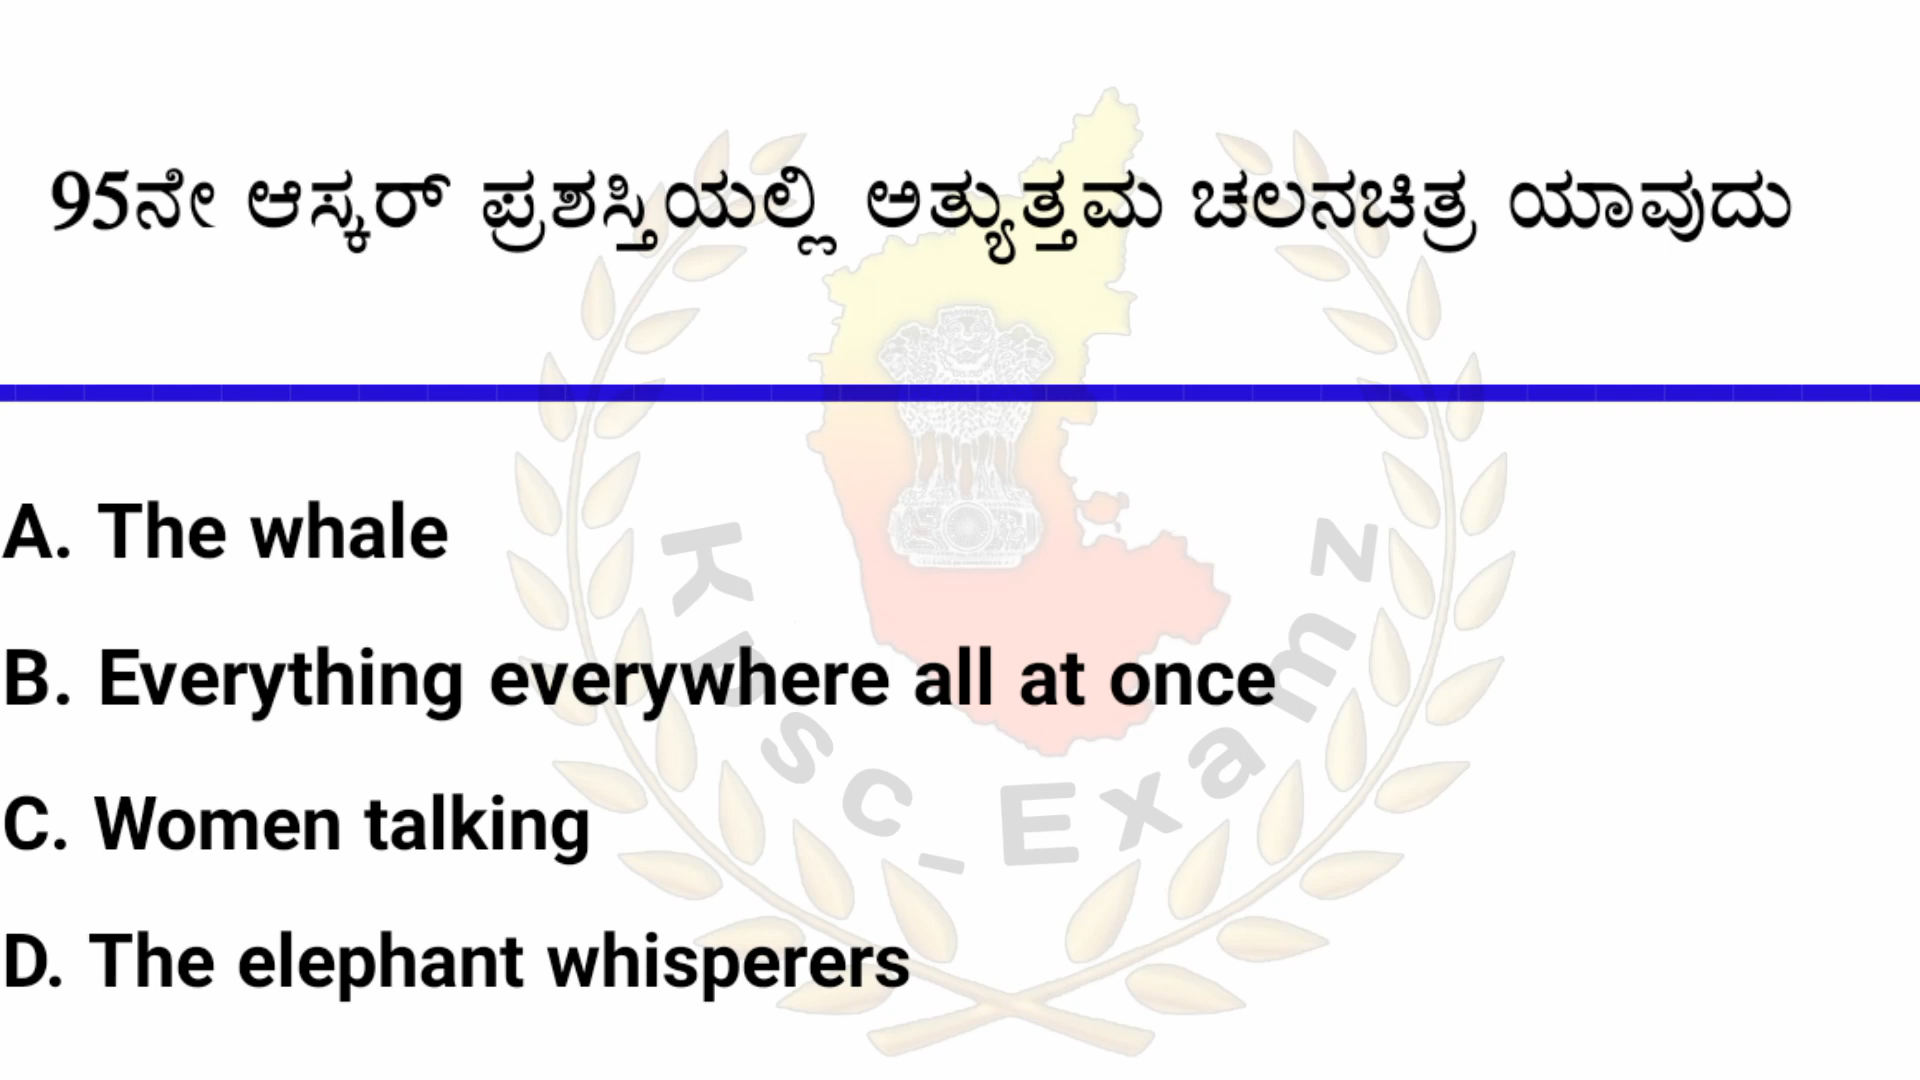 95ನೇ ಆಸ್ಕರ್ ಪ್ರಶಸ್ತಿಯಲ್ಲಿ ಅತ್ಯುತ್ತಮ ಚಲನಚಿತ್ರ ಯಾವುದು
A. The whale
B. Everything everywhere all at once
C. Women talking
D. The elephant whisperers
Kpsc_Examz